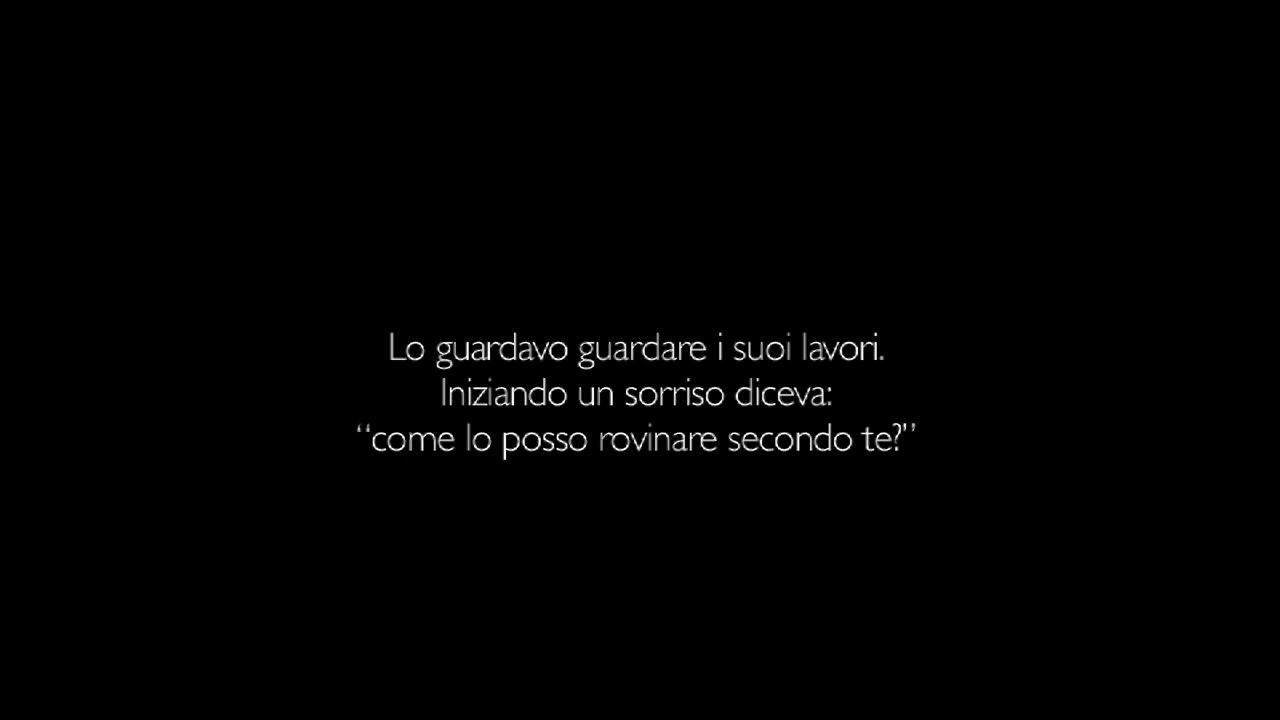 Lo guardavo guardare i suoi lavori.
Iniziando un sorriso diceva:
“come lo posso rovinare secondo te?”